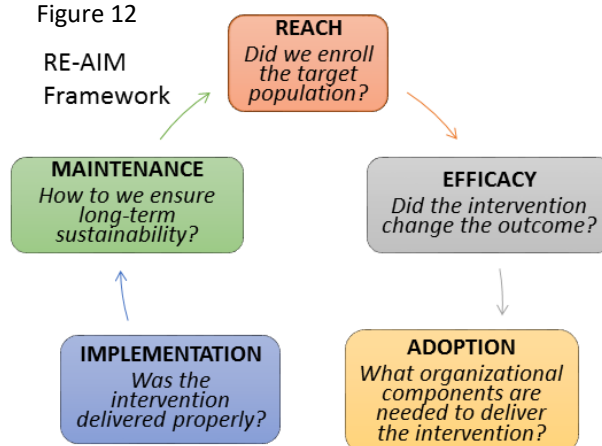 Figure 12
RE-AIM
Framework
REACH
Did we enroll
the target
population?
EFFICACY
Did the intervention
change the outcome?
ADOPTION
What organizational
components are
needed to deliver
the intervention?
IMPLEMENTATION
Was the
intervention
delivered properly?
MAINTENANCE
How to we ensure
long-term
sustainability?